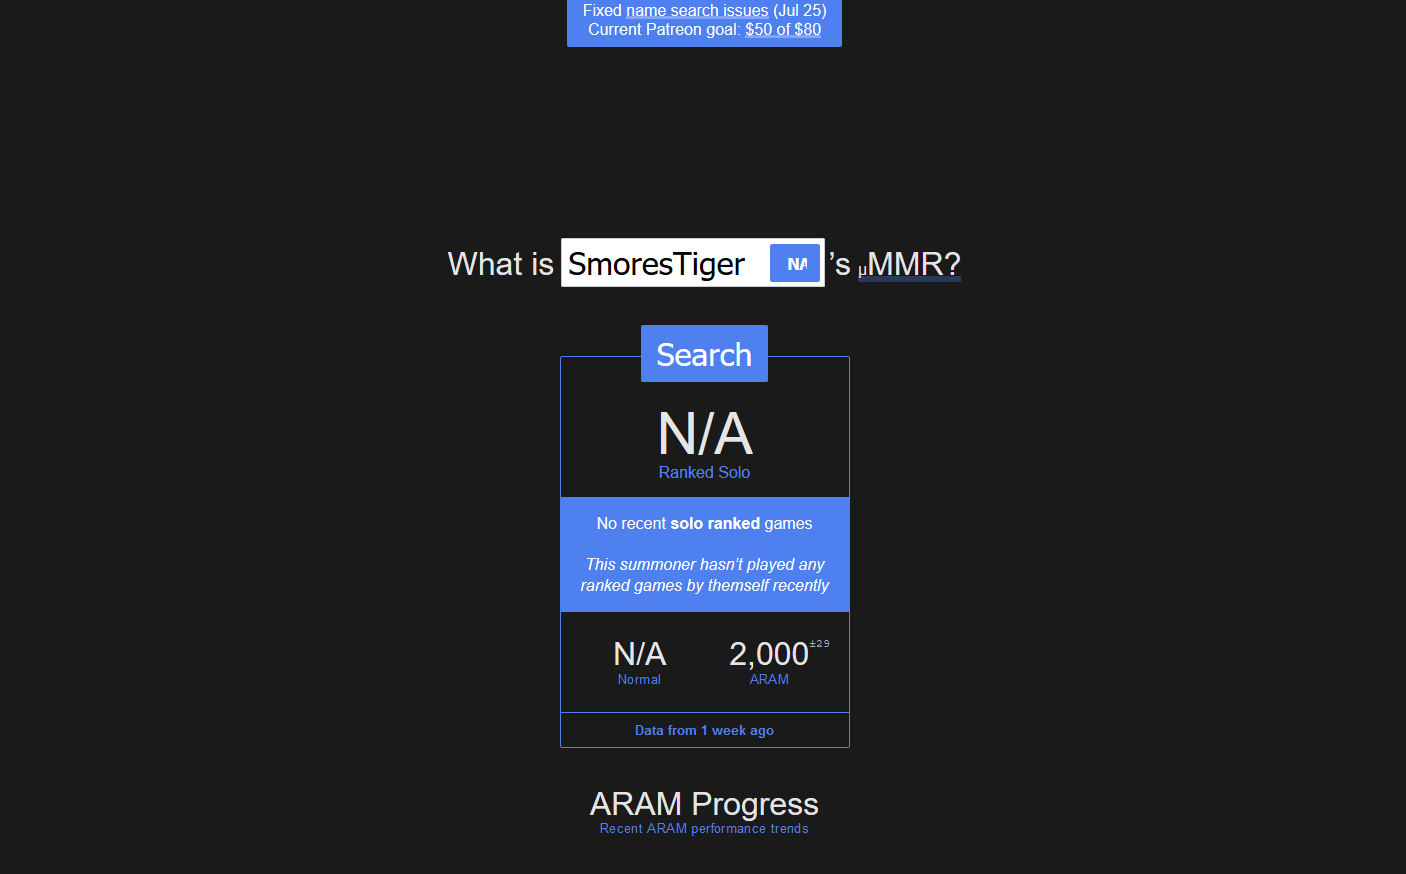 Fixed name search issues (Jul 25)
Current Patreon goal: $50 of $80
What is SmoresTiger NA ’s µMMR?
Search
N/A
Ranked Solo
No recent solo ranked games
This summoner hasn’t played any
ranked games by themself recently
N/A 2,000±29
Normal ARAM
Data from 1 week ago
ARAM Progress
Recent ARAM performance trends